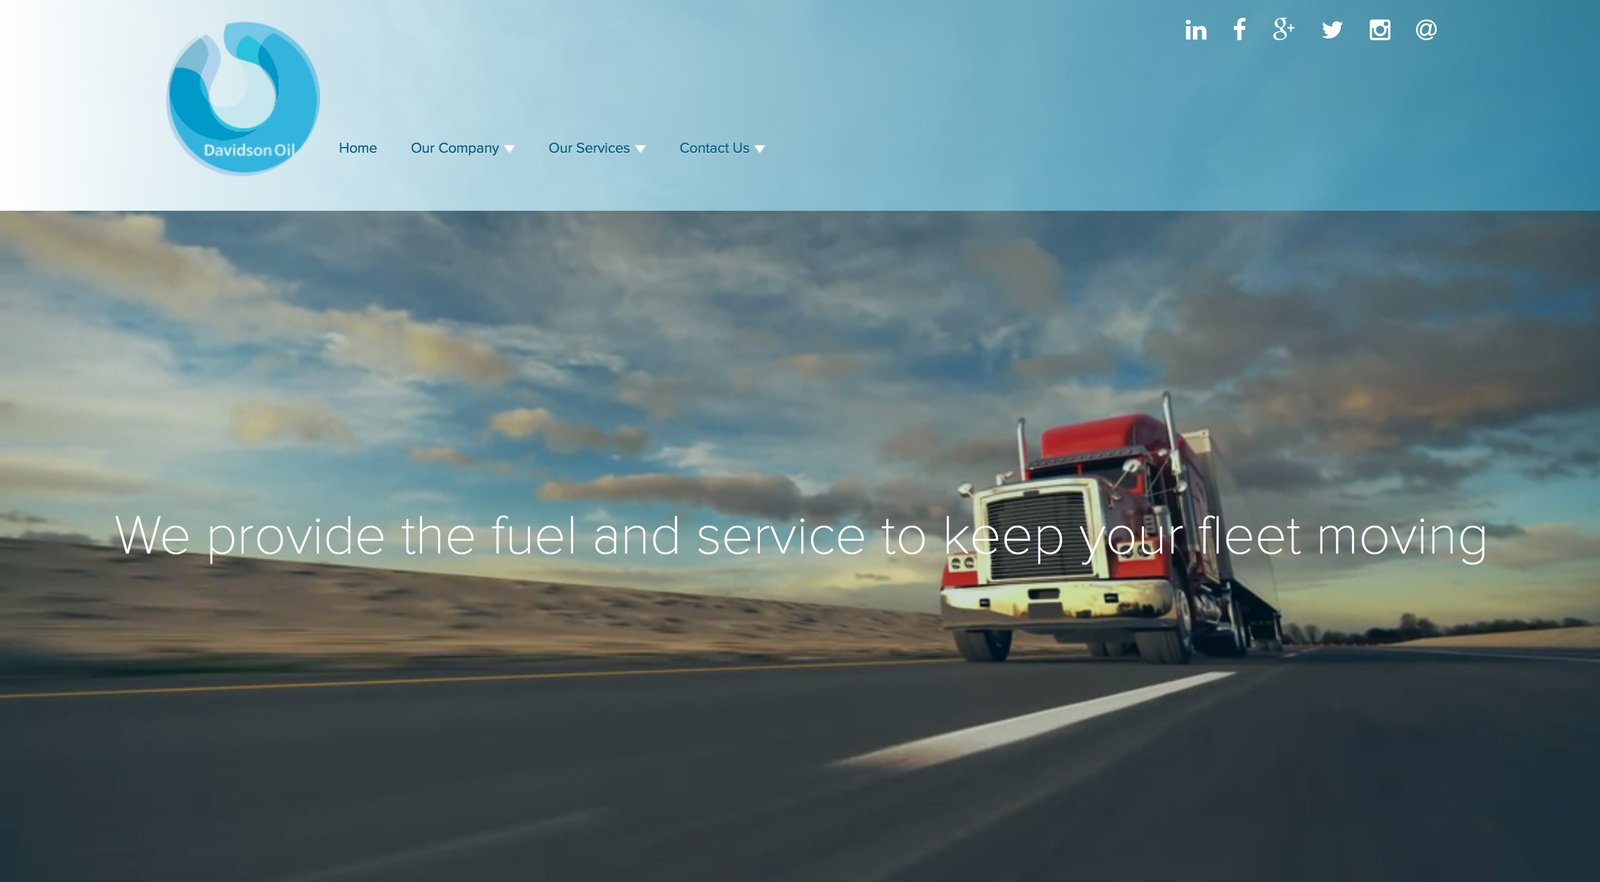 Davidson Oil
Home
Our Company
Our Services
Contact Us
We provide the fuel and service to keep your fleet moving